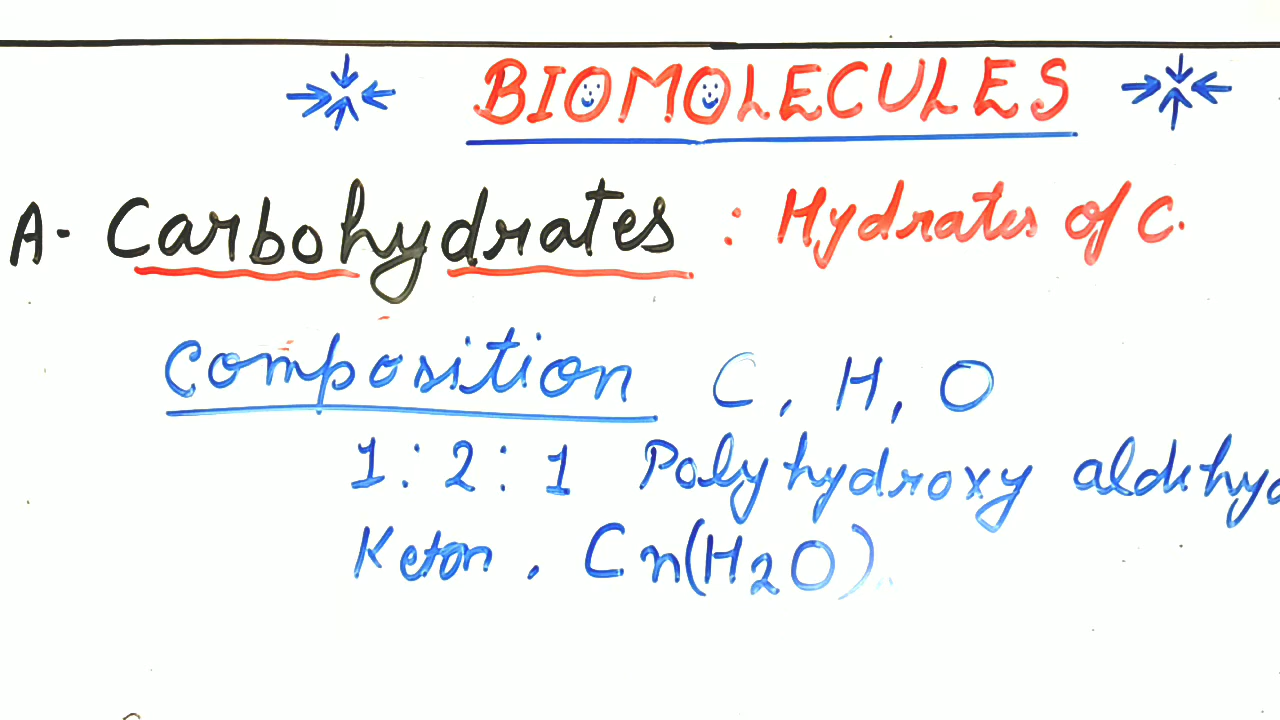 BIOMOLECULES
A- Carbohydrates : Hydrates of C.
Composition C, H, O
1:2:1 Polyhydroxy aldehyd
Keton, Cn(H2O)